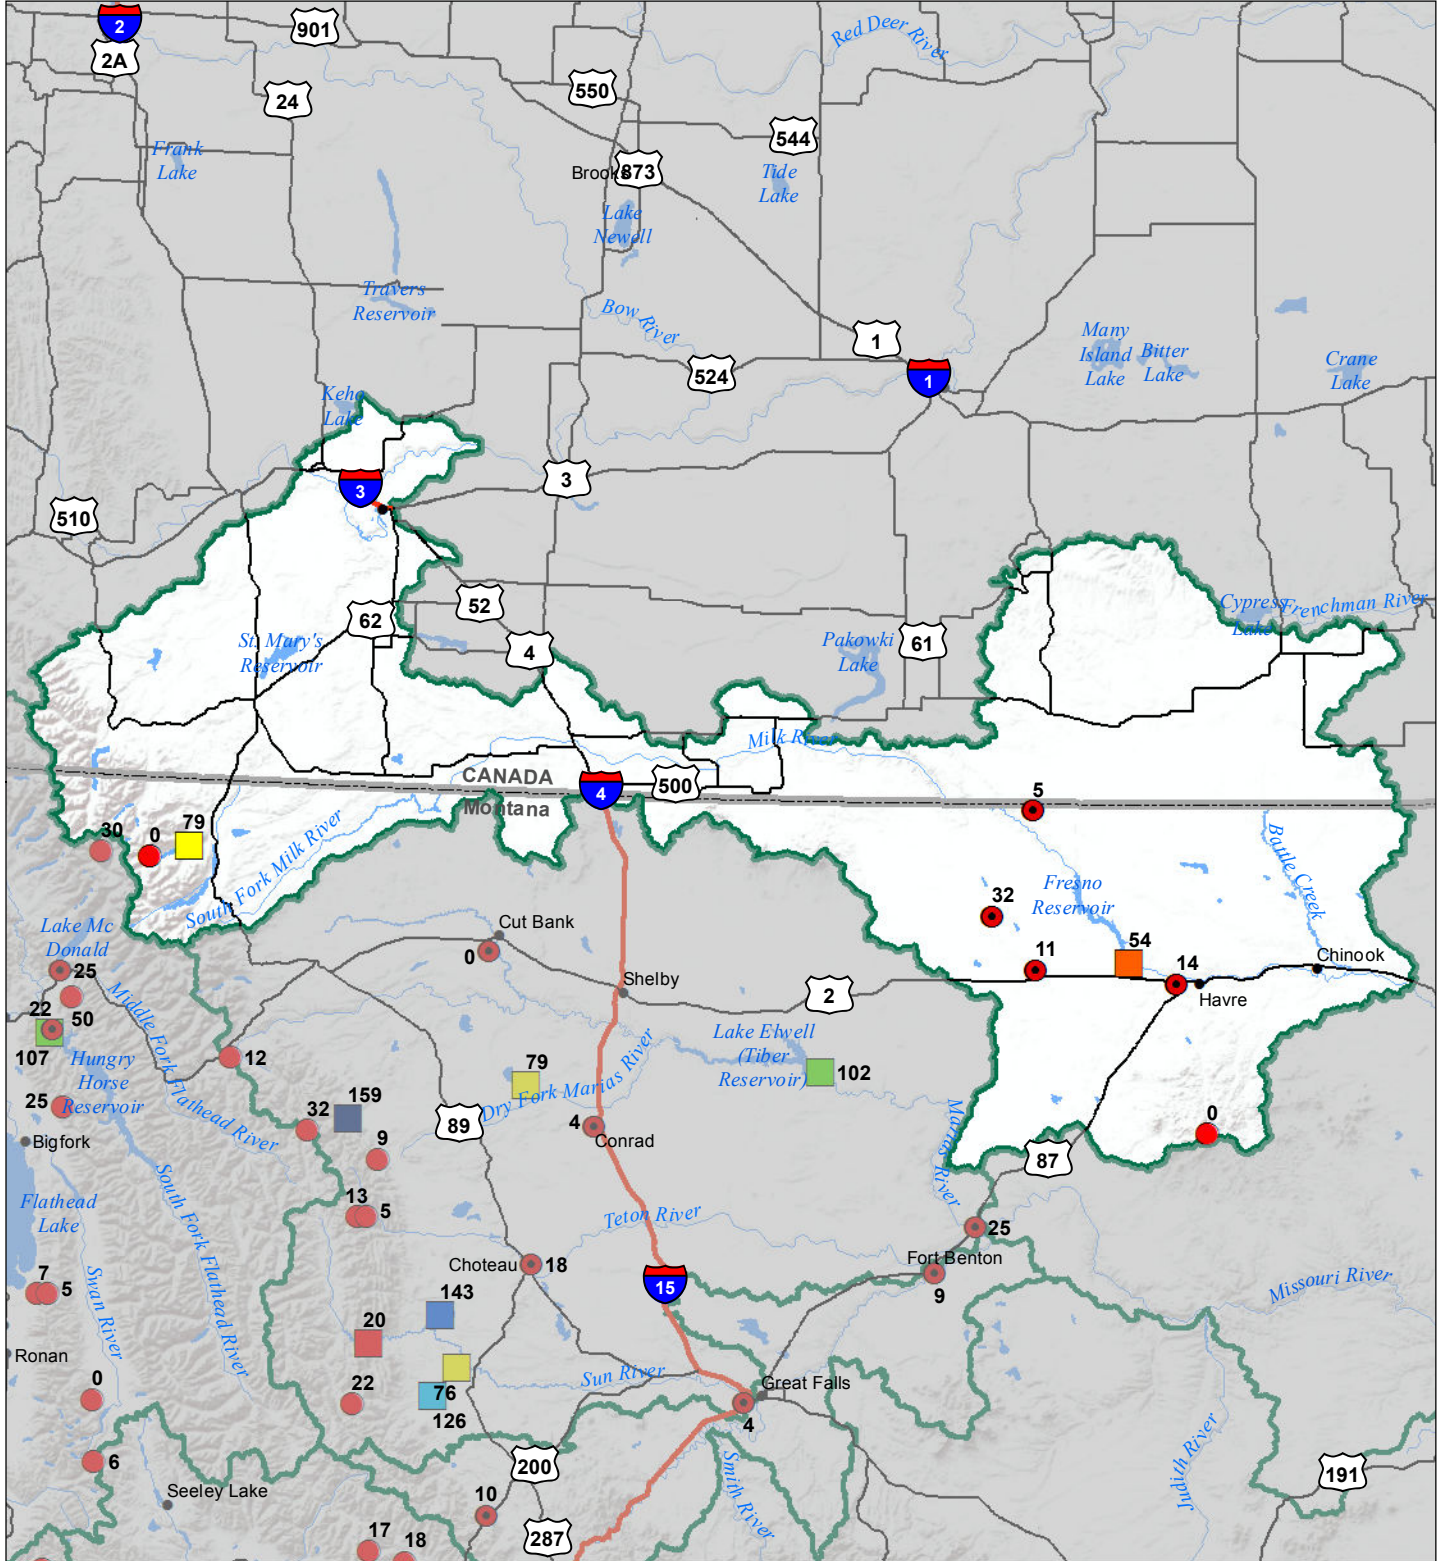 2
2A
901
24
550
544
873
Red Deer River
Frank
Lake
Brooks
Tide
Lake
Lake
Newell
Travers
Reservoir
Bow River
524
1
1
Many
Island
Lake
Bitter
Lake
Crane
Lake
Keho
Lake
3
3
510
62
52
4
61
St. Mary's
Reservoir
Pakowki
Lake
Cypress
Lake
Frenchman River
Milk River
CANADA
Montana
4
500
5
30
0
79
South Fork Milk River
Battle Creek
Fresno
Reservoir
32
11
54
14
Chinook
Havre
Lake Mc
Donald
25
Cut Bank
0
Shelby
2
22
50
107
Middle Fork Flathead River
Hungry
Horse
Reservoir
12
Lake Elwell
(Tiber
Reservoir)
102
79
Dry Fork Marias River
25
Bigfork
32
159
9
89
4
Conrad
Marias River
87
0
Flathead
Lake
South Fork Flathead River
13
5
Teton River
25
Choteau
18
Fort Benton
9
Missouri River
7
5
Swan River
15
143
20
Ronan
0
22
76
126
Sun River
Great Falls
4
6
Seeley Lake
200
Smith River
Judith River
191
10
287
17
18